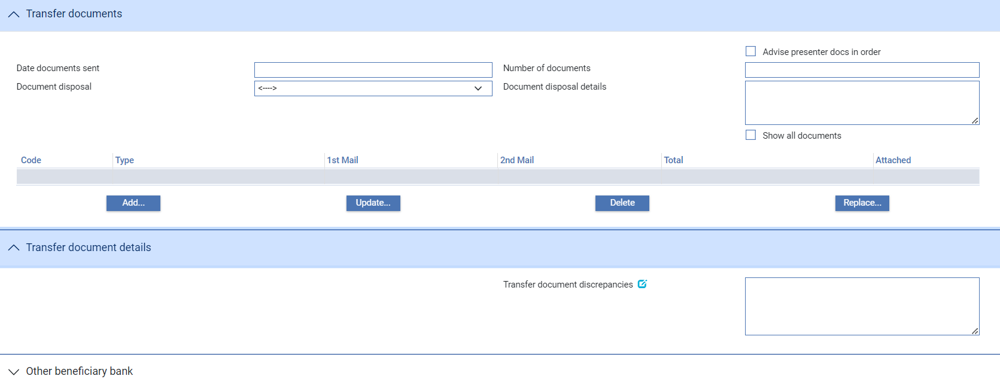 Transfer documents
Advise presenter docs in order
Date documents sent
Number of documents
Document disposal
<---->
Document disposal details
Show all documents
Code Type 1st Mail 2nd Mail Total Attached
Add... Update... Delete Replace...
Transfer document details
Transfer document discrepancies
Other beneficiary bank